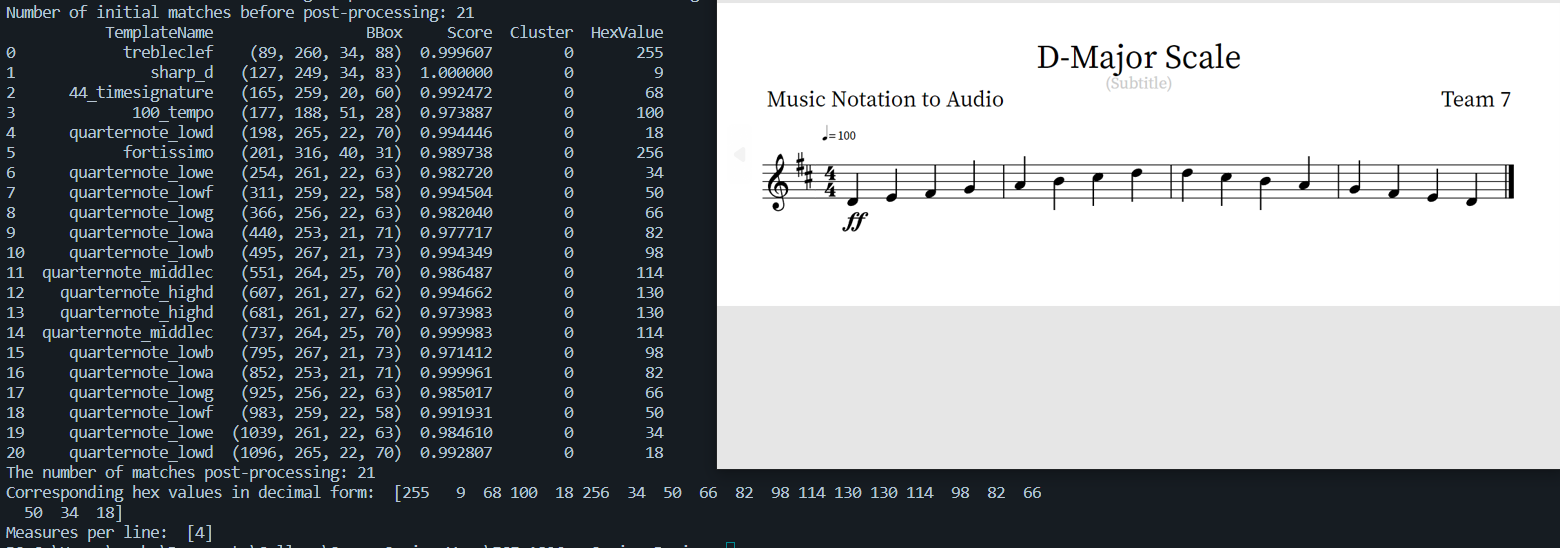 Number of initial matches before post-processing: 21
TemplateName BBox Score Cluster HexValue
0 trebleclef (89, 260, 34, 88) 0.999607 0 255
1 sharp_d (127, 249, 34, 83) 1.000000 0 9
2 44_timesignature (165, 259, 20, 60) 0.992472 0 68
3 100_tempo (177, 188, 51, 28) 0.973887 0 100
4 quarternote_lowd (198, 265, 22, 70) 0.994446 0 18
5 fortissimo (201, 316, 40, 31) 0.989738 0 256
6 quarternote_lowe (254, 261, 22, 63) 0.982720 0 34
7 quarternote_lowf (311, 259, 22, 58) 0.994504 0 50
8 quarternote_lowg (366, 256, 22, 63) 0.982040 0 66
9 quarternote_lowa (440, 253, 21, 71) 0.977717 0 82
10 quarternote_lowb (495, 267, 21, 73) 0.994349 0 98
11 quarternote_middlec (551, 264, 25, 70) 0.986487 0 114
12 quarternote_highd (607, 261, 27, 62) 0.994662 0 130
13 quarternote_highd (681, 261, 27, 62) 0.973983 0 130
14 quarternote_middlec (737, 264, 25, 70) 0.999983 0 114
15 quarternote_lowb (795, 267, 21, 73) 0.971412 0 98
16 quarternote_lowa (852, 253, 21, 71) 0.999961 0 82
17 quarternote_lowg (925, 256, 22, 63) 0.985017 0 66
18 quarternote_lowf (983, 259, 22, 58) 0.991931 0 50
19 quarternote_lowe (1039, 261, 22, 63) 0.984610 0 34
20 quarternote_lowd (1096, 265, 22, 70) 0.992807 0 18
The number of matches post-processing: 21
Corresponding hex values in decimal form: [255 9 68 100 18 256 34 50 66 82 98 114 130 130 114 98 82 66
50 34 18]
Measures per line: [4]
D-Major Scale
(Subtitle)
Music Notation to Audio Team 7
♩= 100
4
4
ff